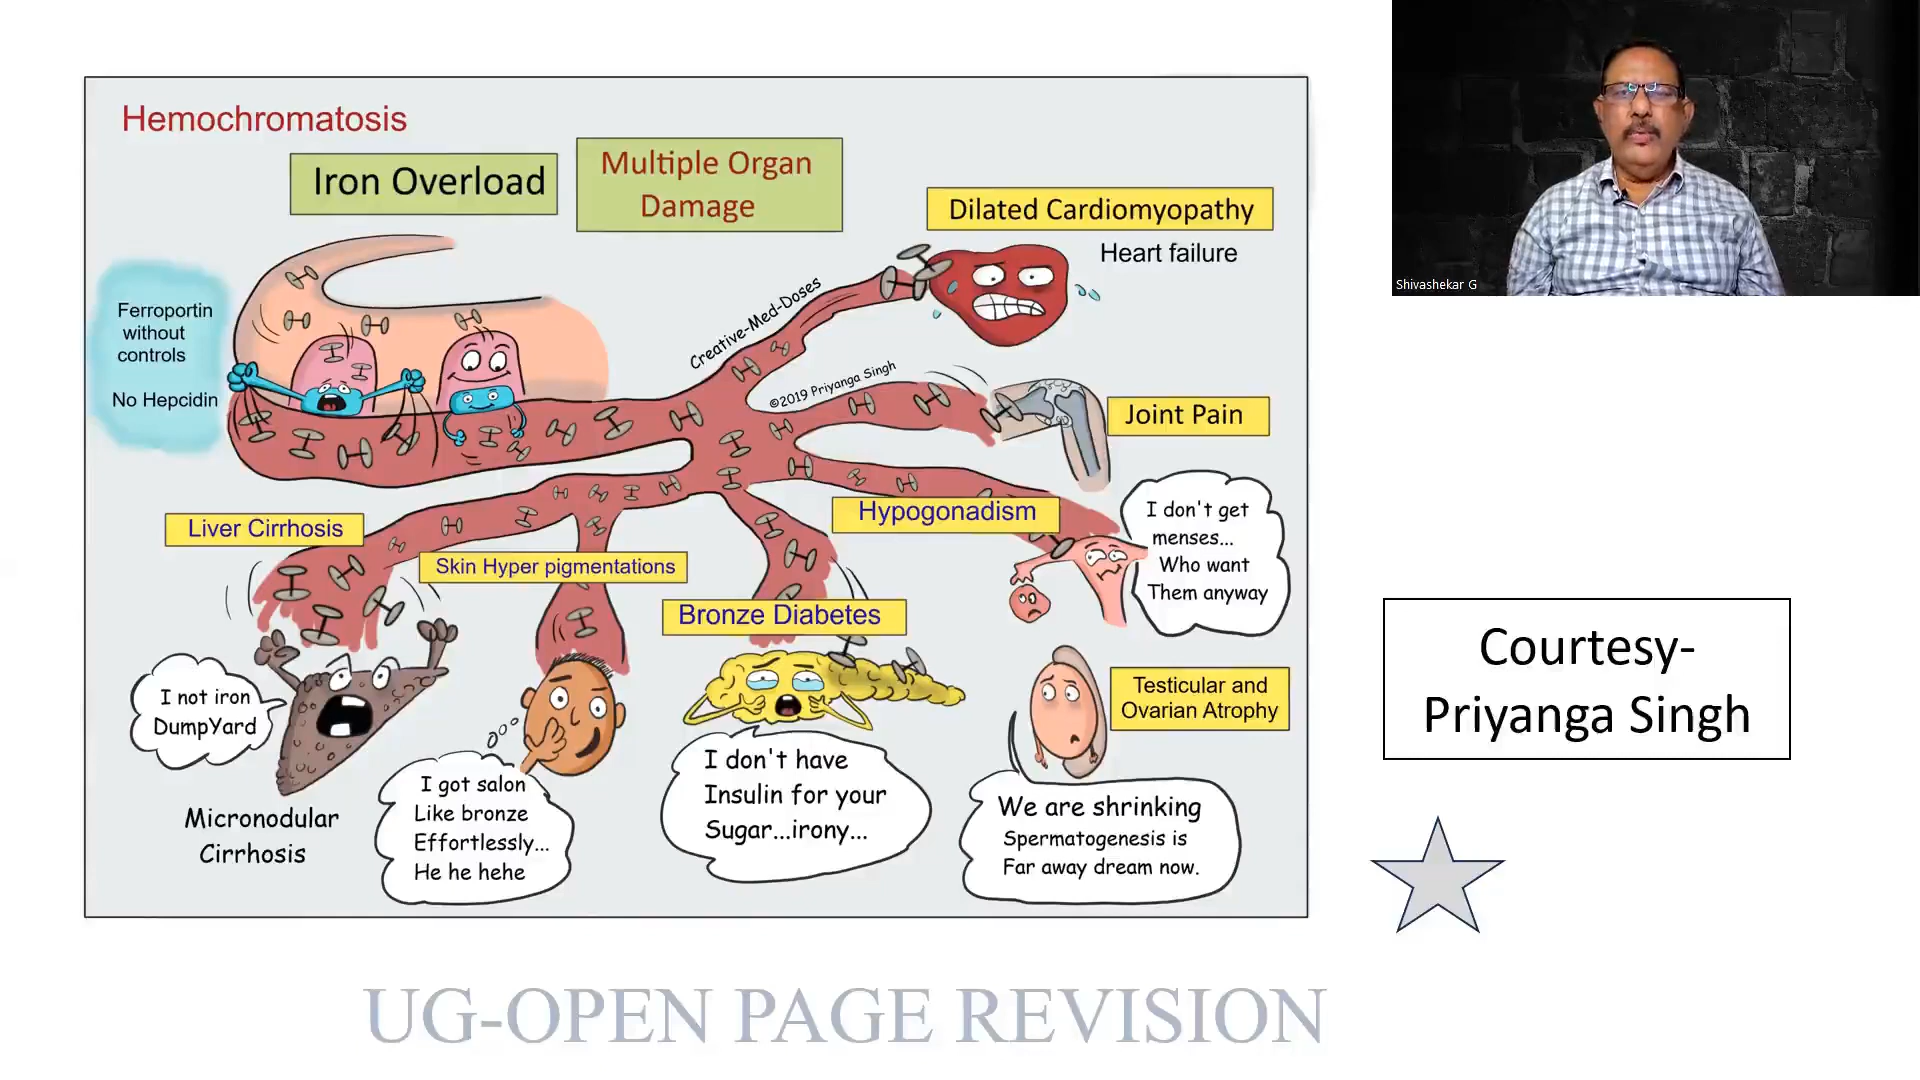 Hemochromatosis
Iron Overload
Multiple Organ
Damage
Dilated Cardiomyopathy
Heart failure
Ferroportin
without
controls
No Hepcidin
Creative-Med-Doses
©2019 Priyanga Singh
Joint Pain
Hypogonadism
I don't get
menses...
Who want
Them anyway
Liver Cirrhosis
Skin Hyper pigmentations
Bronze Diabetes
Testicular and
Ovarian Atrophy
I not iron
DumpYard
Micronodular
Cirrhosis
I got salon
Like bronze
Effortlessly...
He he hehe
I don't have
Insulin for your
Sugar...irony...
We are shrinking
Spermatogenesis is
Far away dream now.
Shivashekar G
Courtesy-
Priyanga Singh
UG-OPEN PAGE REVISION